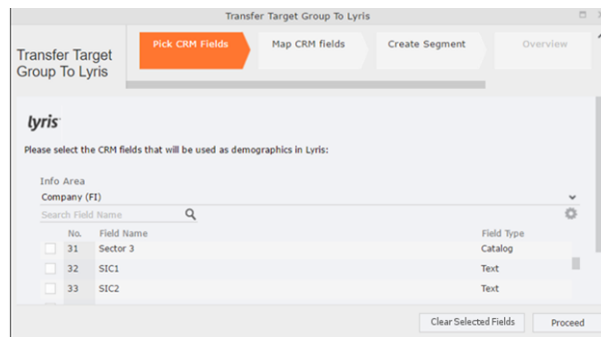 Transfer Target Group To Lyris
Transfer Target
Group To Lyris
Pick CRM Fields
Map CRM fields
Create Segment
Overview
lyris
Please select the CRM fields that will be used as demographics in Lyris:
Info Area
Company (FI)
Search Field Name
No. Field Name Field Type
31 Sector 3 Catalog
32 SIC1 Text
33 SIC2 Text
Clear Selected Fields Proceed